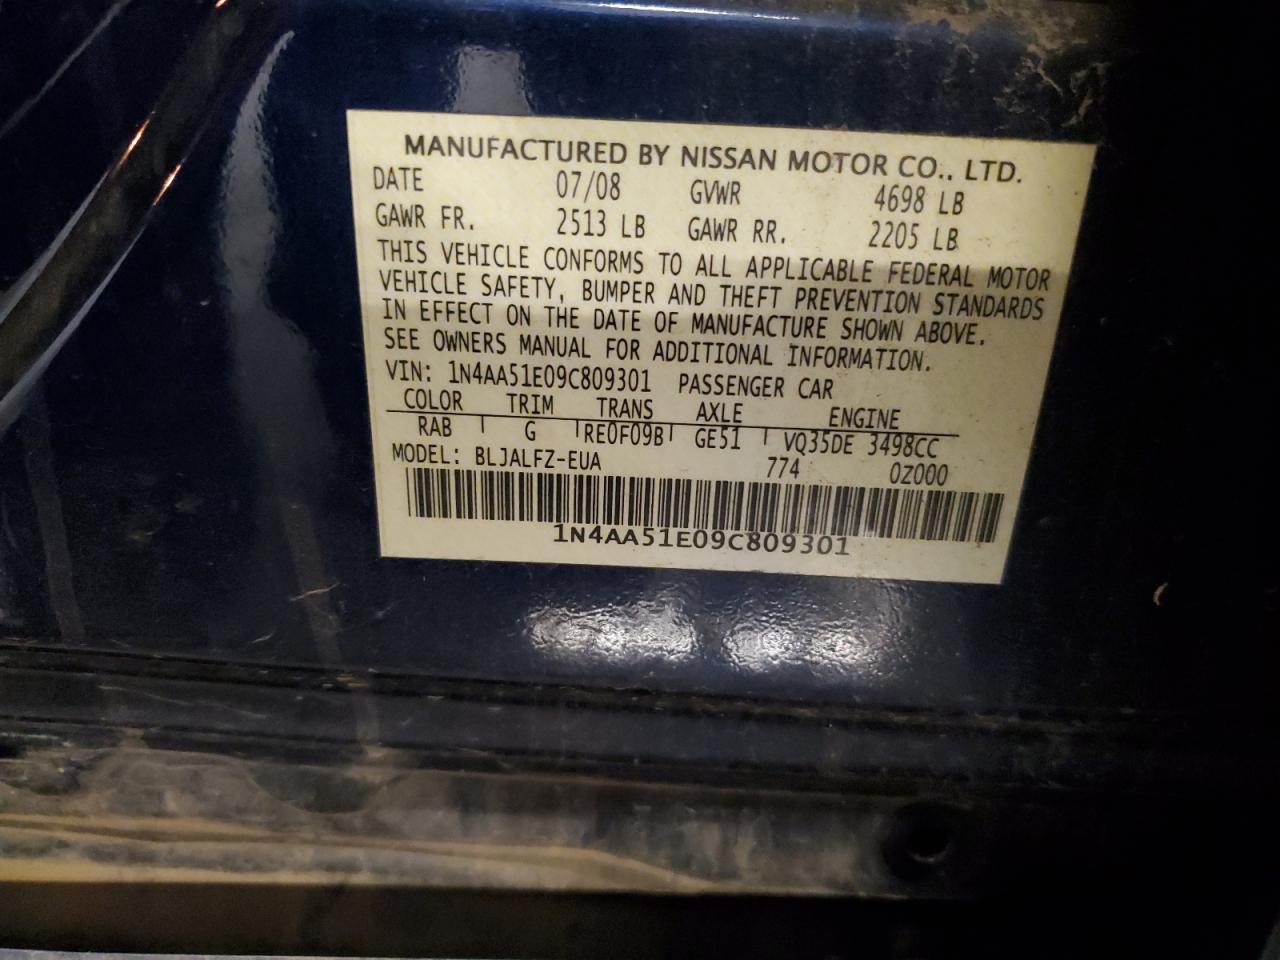 MANUFACTURED BY NISSAN MOTOR CO., LTD.
DATE 07/08 GVWR 4698 LB
GAWR FR. 2513 LB GAWR RR. 2205 LB
THIS VEHICLE CONFORMS TO ALL APPLICABLE FEDERAL MOTOR
VEHICLE SAFETY, BUMPER AND THEFT PREVENTION STANDARDS
IN EFFECT ON THE DATE OF MANUFACTURE SHOWN ABOVE.
SEE OWNERS MANUAL FOR ADDITIONAL INFORMATION.
VIN: 1N4AA51E09C809301 PASSENGER CAR
COLOR TRIM TRANS AXLE ENGINE
RAB G RE0F09B GE51 VQ35DE 3498CC
MODEL: BLJALFZ-EUA 774 0Z000
1N4AA51E09C809301